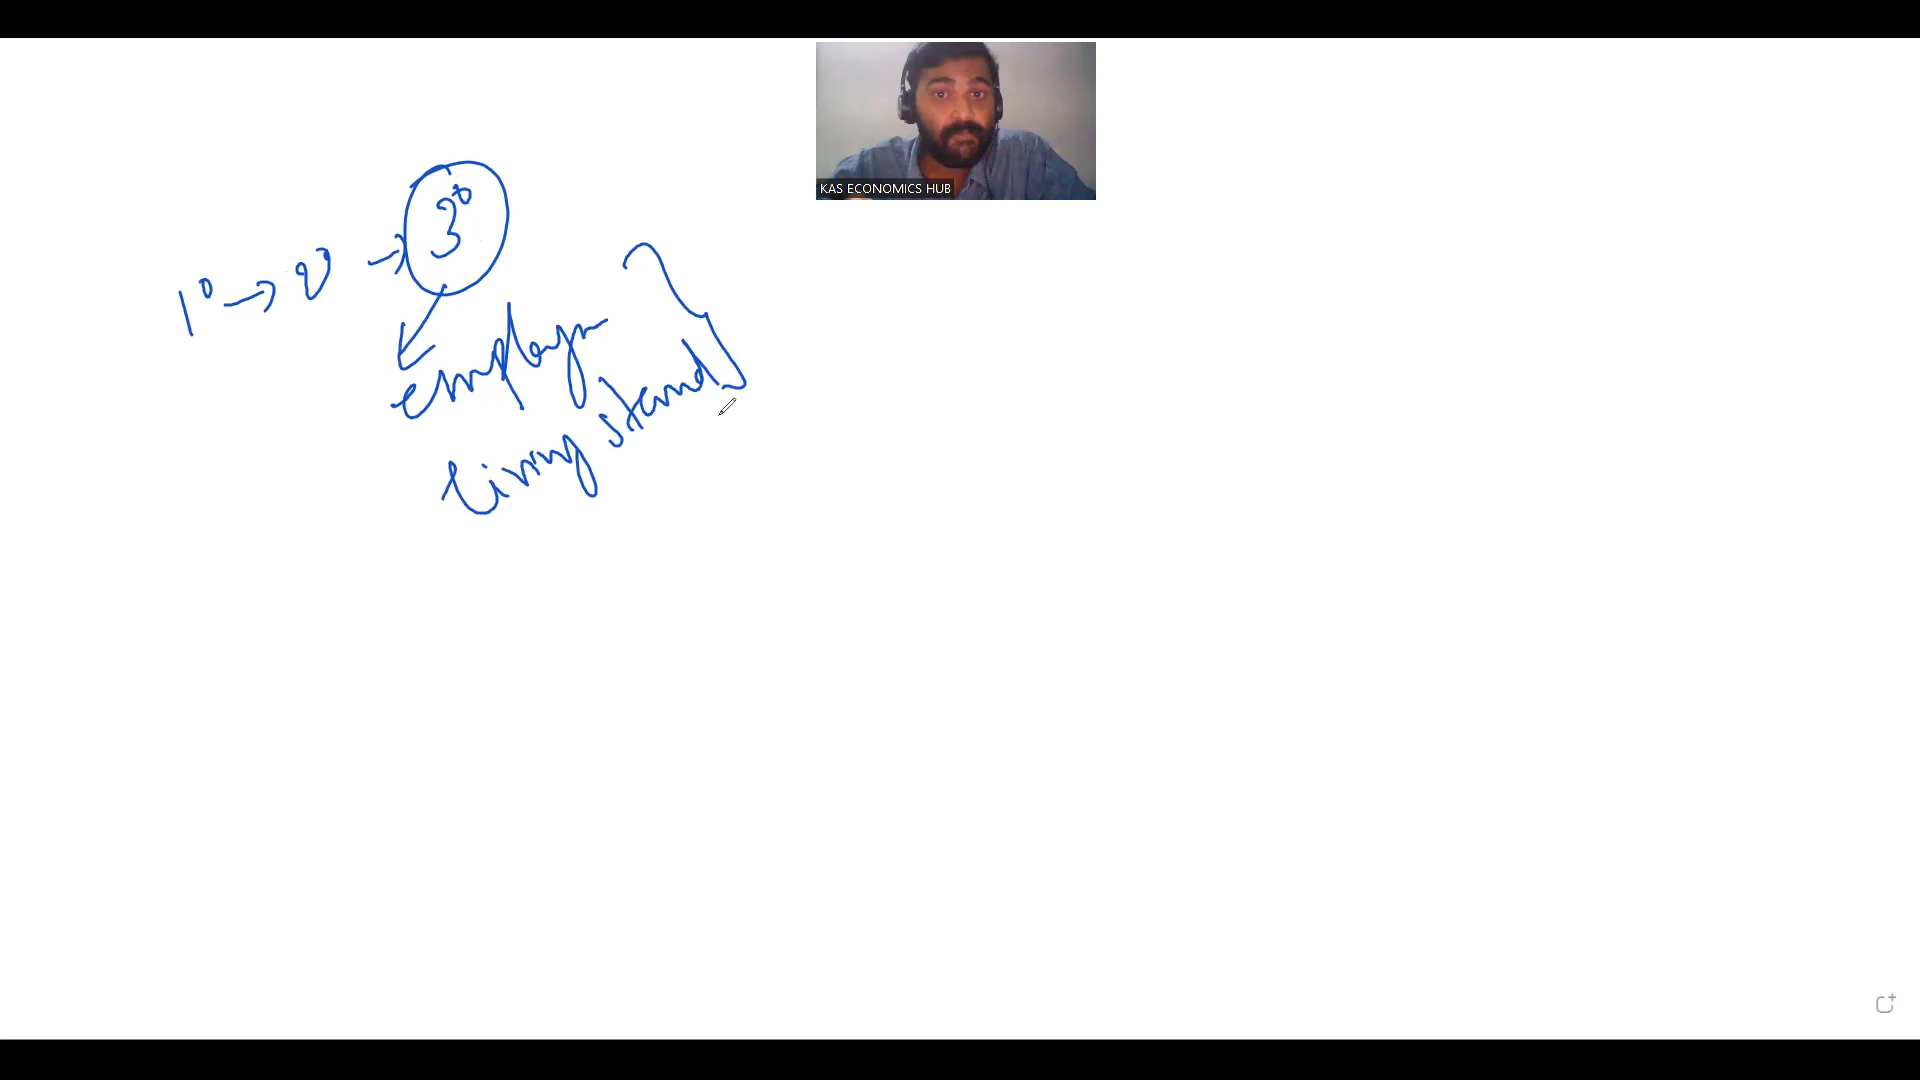 KAS ECONOMICS HUB
1° → 2° → 3°
employm
living stand